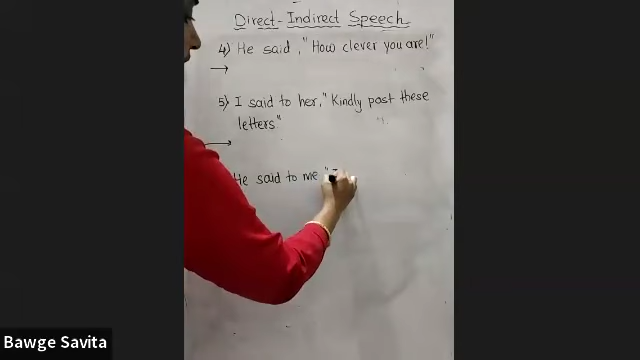 Direct-Indirect Speech
4) He said, "How clever you are!"
→
5) I said to her, "Kindly post these
letters"
→
He said to me "
Bawge Savita